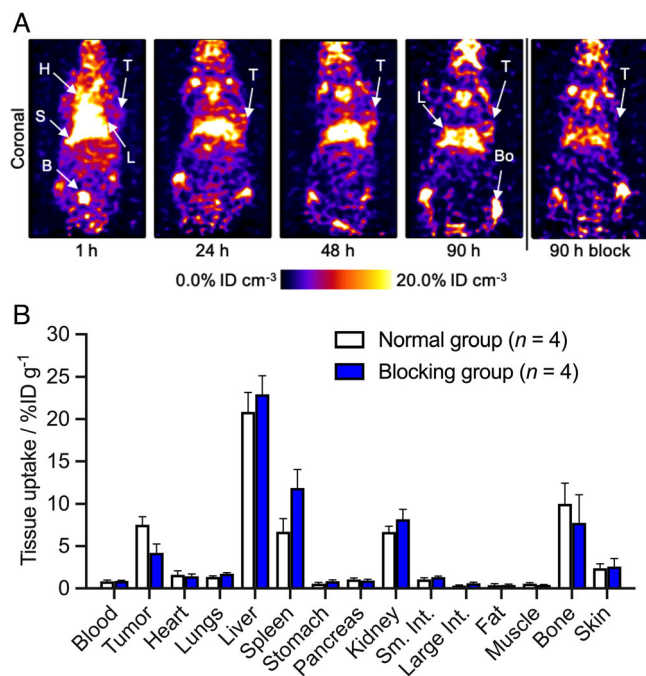 A
Coronal
H
T
S
L
B
T
T
L
T
Bo
T
1 h
24 h
48 h
90 h
90 h block
0.0% ID cm-3
20.0% ID cm-3
B
Tissue uptake / %ID g-1
30
25
20
15
10
5
0
Normal group (n = 4)
Blocking group (n = 4)
Blood
Tumor
Heart
Lungs
Liver
Spleen
Stomach
Pancreas
Kidney
Sm. Int.
Large Int.
Fat
Muscle
Bone
Skin